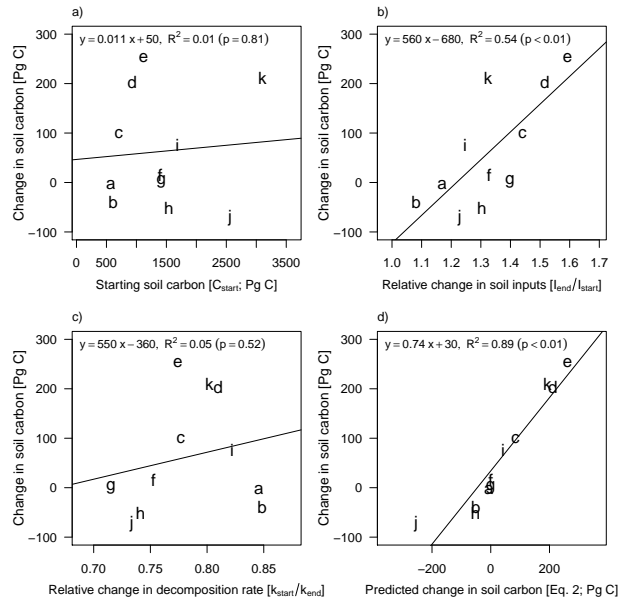 a)
y = 0.011 x + 50, R² = 0.01 (p = 0.81)
Change in soil carbon [Pg C]
300
200
100
0
−100
e
d
k
c
i
f
g
a
b
h
j
0
500
1500
2500
3500
Starting soil carbon [Cstart; Pg C]
b)
y = 560 x − 680, R² = 0.54 (p < 0.01)
Change in soil carbon [Pg C]
300
200
100
0
−100
e
k
d
c
i
f
g
a
b
h
j
1.0
1.1
1.2
1.3
1.4
1.5
1.6
1.7
Relative change in soil inputs [Iend/Istart]
c)
y = 550 x − 360, R² = 0.05 (p = 0.52)
Change in soil carbon [Pg C]
300
200
100
0
−100
e
k
d
c
i
f
g
a
b
h
j
0.70
0.75
0.80
0.85
Relative change in decomposition rate [kstart/kend]
d)
y = 0.74 x + 30, R² = 0.89 (p < 0.01)
Change in soil carbon [Pg C]
300
200
100
0
−100
e
k
d
c
i
f
g
a
b
h
j
−200
0
200
Predicted change in soil carbon [Eq. 2; Pg C]